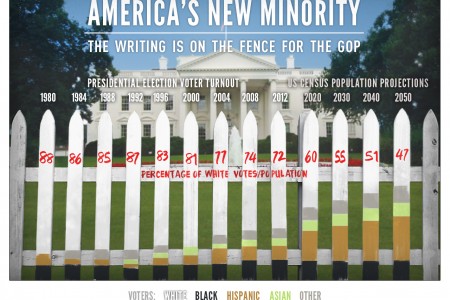 AMERICA'S NEW MINORITY
THE WRITING IS ON THE FENCE FOR THE GOP
PRESIDENTIAL ELECTION VOTER TURNOUT US CENSUS POPULATION PROJECTIONS
1980 1984 1988 1992 1996 2000 2004 2008 2012 2020 2030 2040 2050
88 86 85 87 83 81 77 74 72 60 55 51 47
PERCENTAGE OF WHITE VOTES/POPULATION
VOTERS: WHITE BLACK HISPANIC ASIAN OTHER